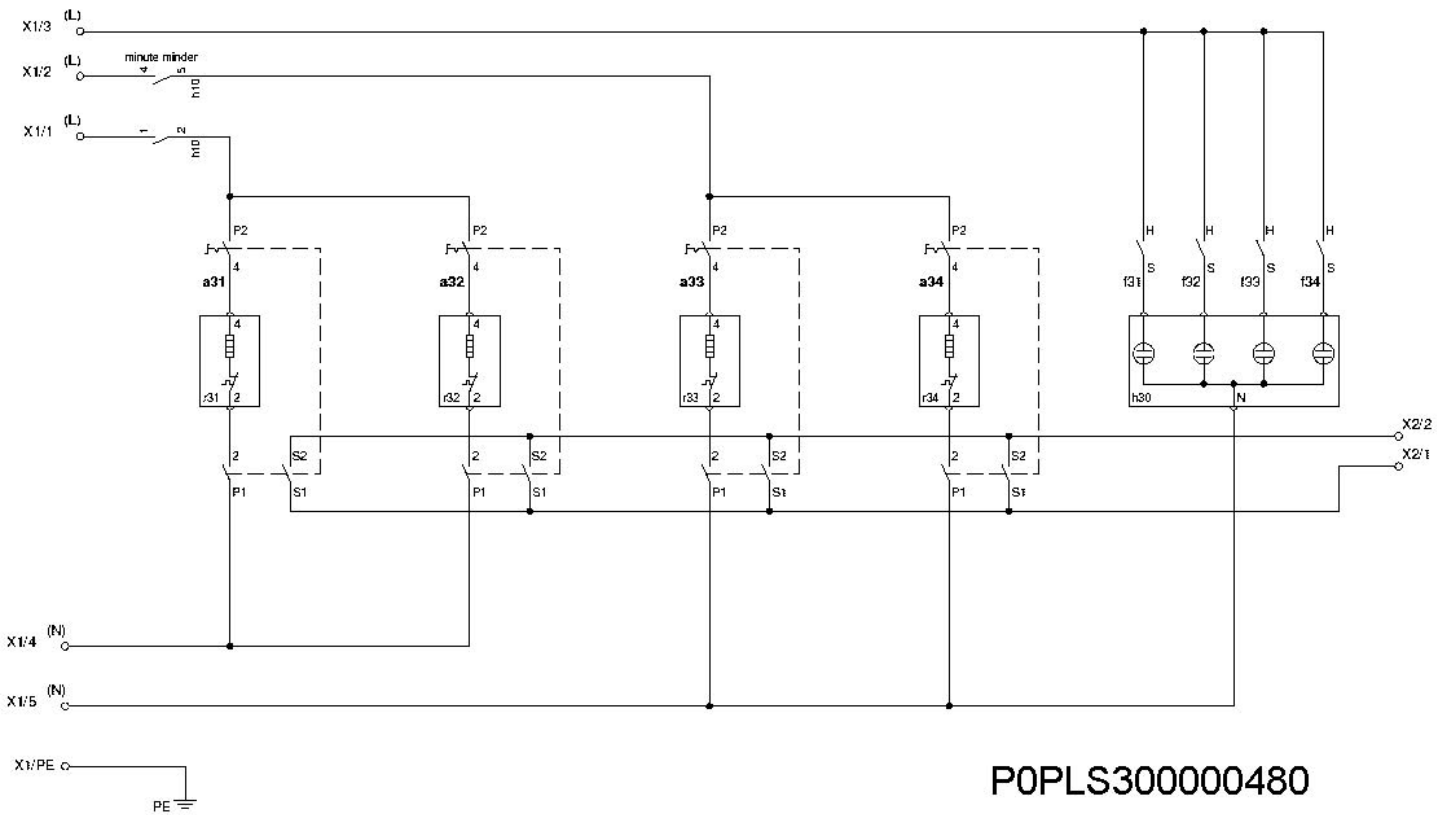 X1/3 (L)
minute minder
X1/2 (L) 4 5 h10
X1/1 (L) 1 2 h10
P2 P2 P2 P2 H H H H
4 4 4 4 S S S S
a31 a32 a33 a34 f31 f32 f33 f34
4 4 4 4
r31 2 r32 2 r33 2 r34 2 h30 N
X2/2
2 S2 2 S2 2 S2 2 S2 X2/1
P1 S1 P1 S1 P1 S1 P1 S1
X1/4 (N)
X1/5 (N)
X1/PE
PE
P0PLS300000480